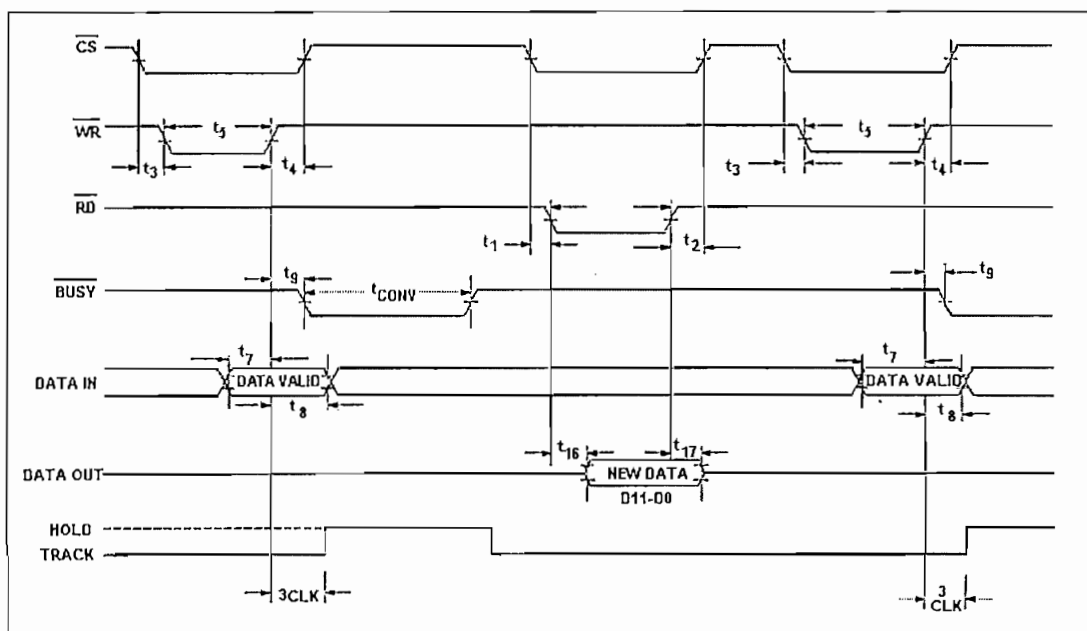 CS
WR
t5
t5
t3
t4
t3
t4
RD
t1
t2
t9
t9
BUSY
tCONV
t7
t7
DATA IN
DATA VALID
DATA VALID
t8
t8
t16
t17
DATA OUT
NEW DATA
D11-D0
HOLD
TRACK
3CLK
3
CLK